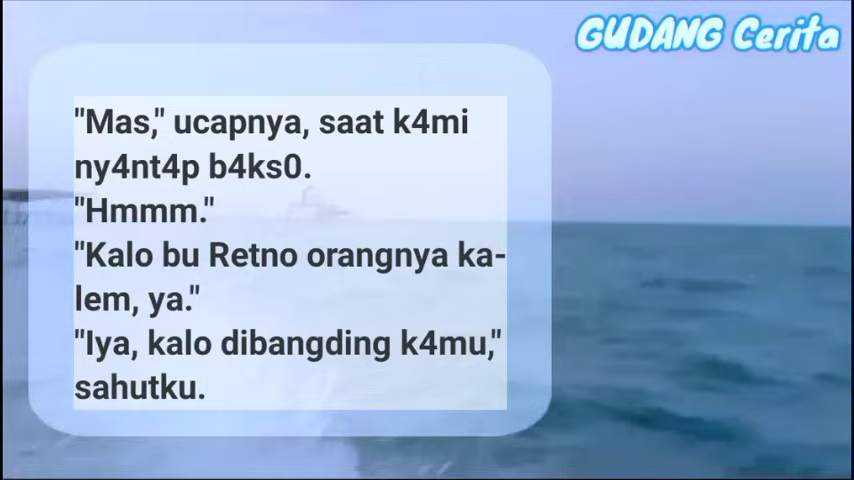 GUDANG Cerita
"Mas," ucapnya, saat k4mi
ny4nt4p b4ks0.
"Hmmm."
"Kalo bu Retno orangnya ka-
lem, ya."
"Iya, kalo dibangding k4mu,"
sahutku.